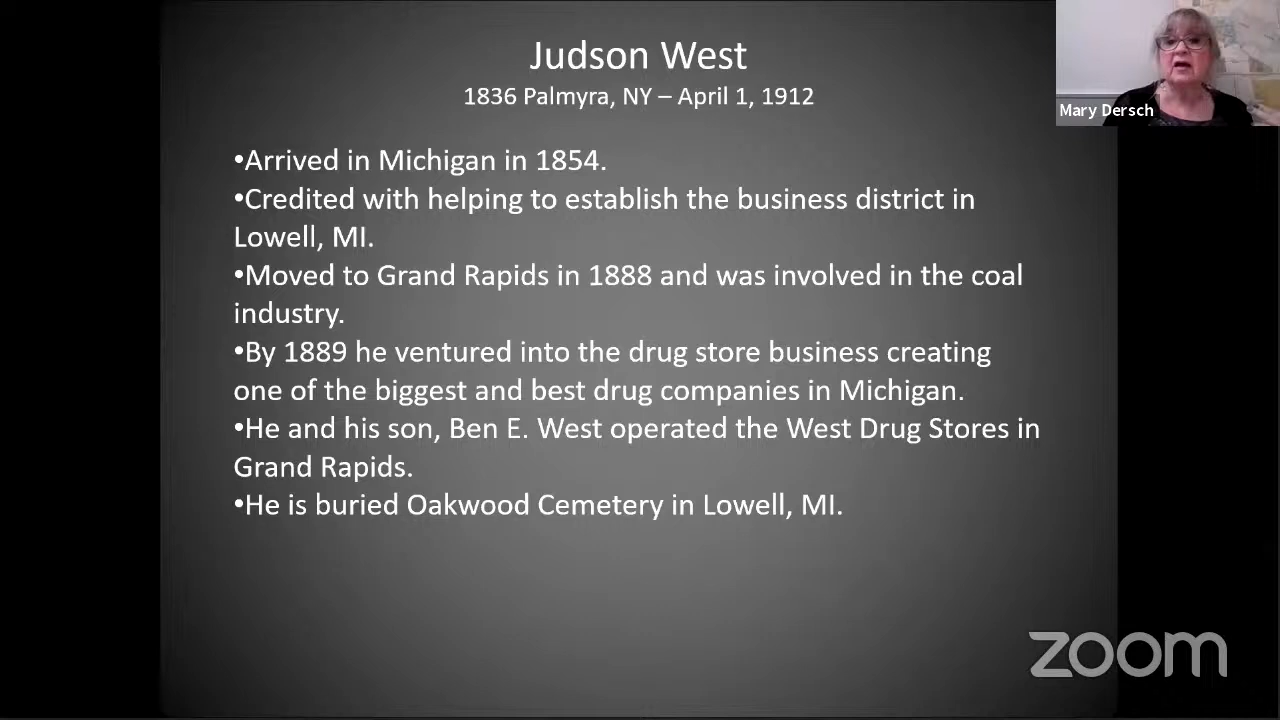 Judson West
1836 Palmyra, NY – April 1, 1912
Mary Dersch
•Arrived in Michigan in 1854.
•Credited with helping to establish the business district in
Lowell, MI.
•Moved to Grand Rapids in 1888 and was involved in the coal
industry.
•By 1889 he ventured into the drug store business creating
one of the biggest and best drug companies in Michigan.
•He and his son, Ben E. West operated the West Drug Stores in
Grand Rapids.
•He is buried Oakwood Cemetery in Lowell, MI.
zoom